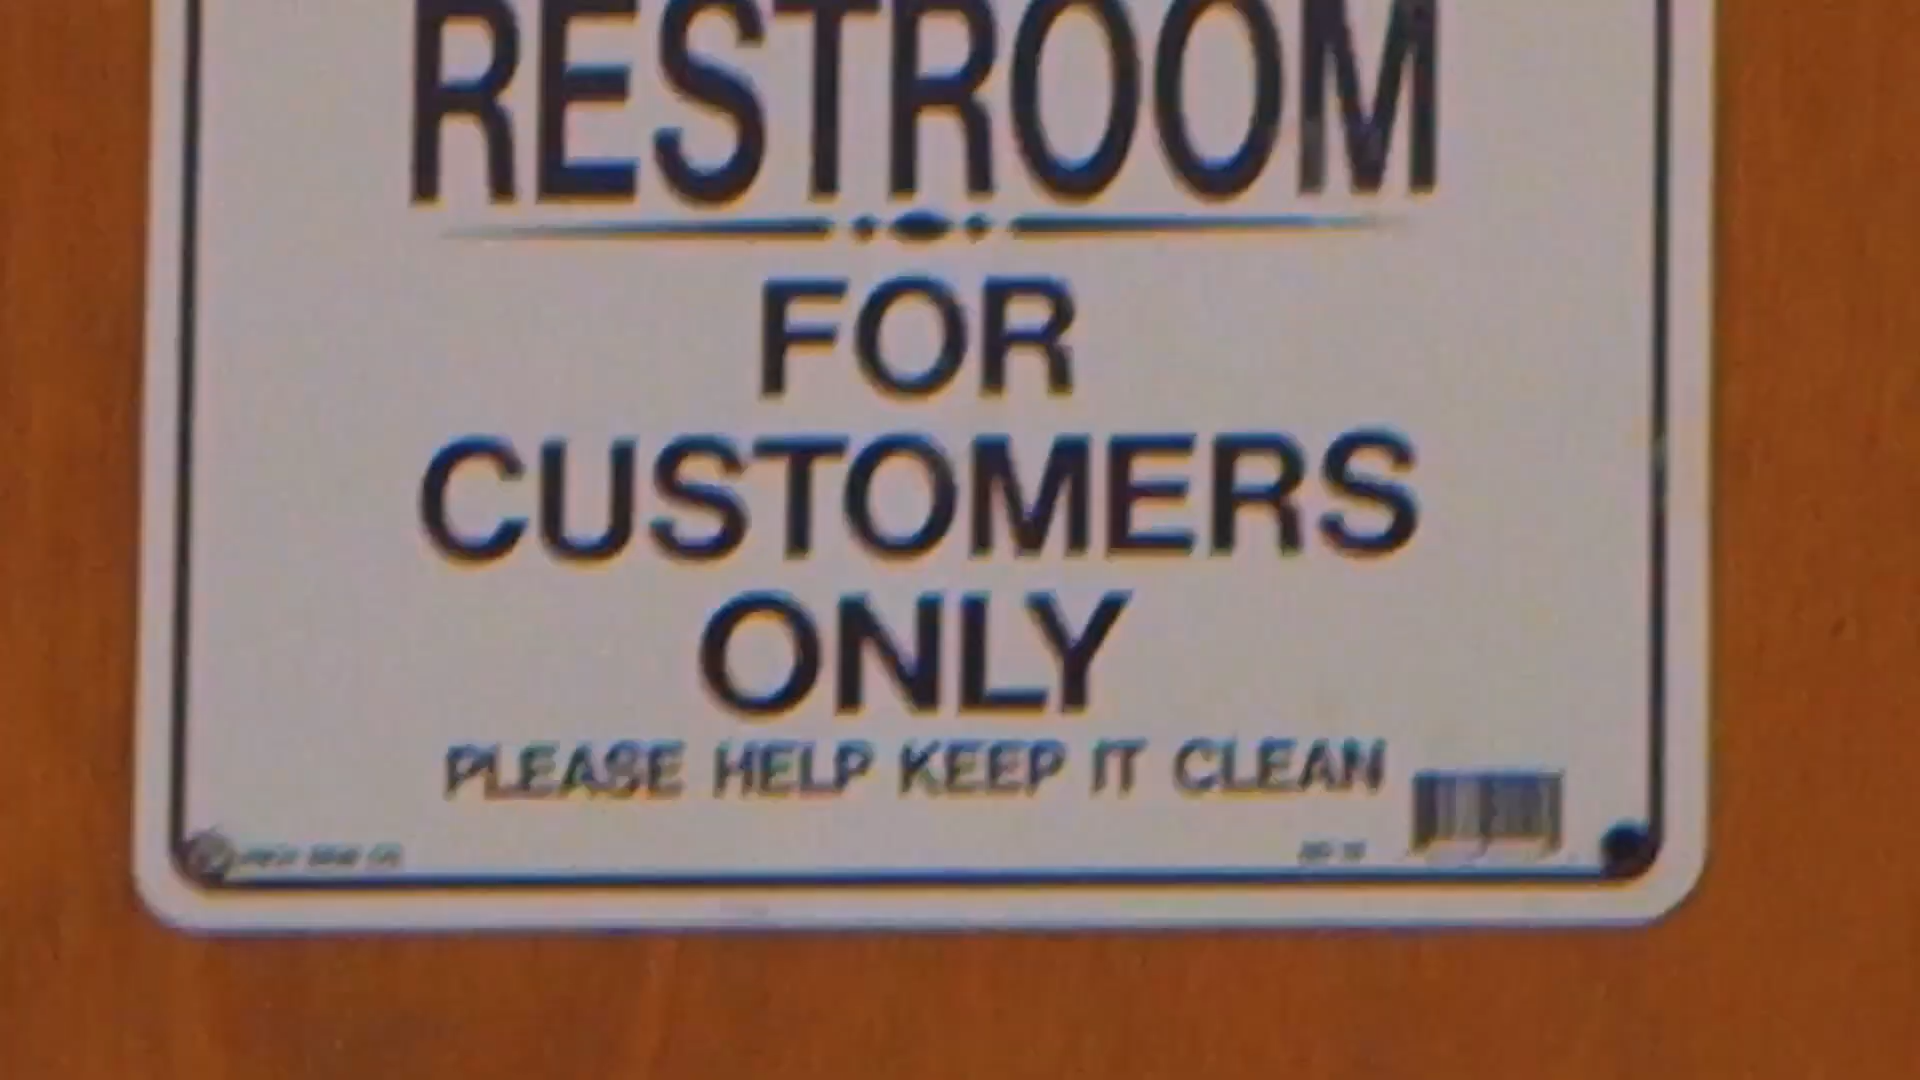 RESTROOM
FOR
CUSTOMERS
ONLY
PLEASE HELP KEEP IT CLEAN